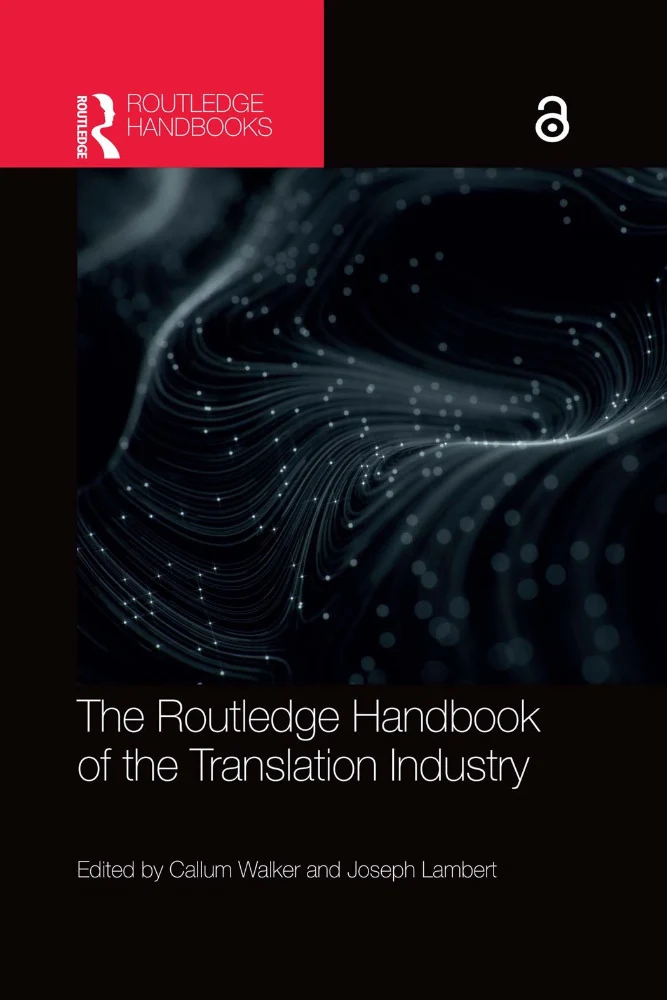 ROUTLEDGE
ROUTLEDGE
HANDBOOKS
The Routledge Handbook
of the Translation Industry
Edited by Callum Walker and Joseph Lambert